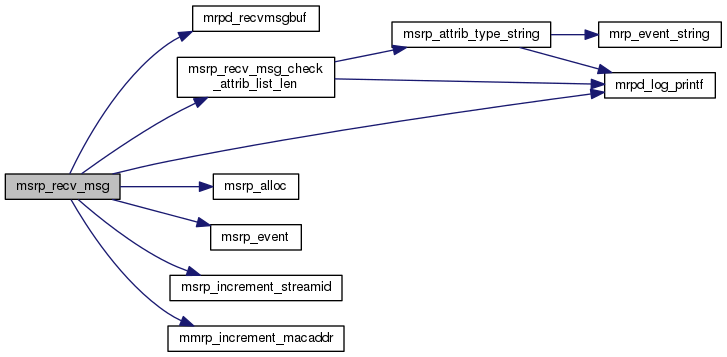 mrpd_recvmsgbuf
msrp_attrib_type_string
mrp_event_string
msrp_recv_msg_check
_attrib_list_len
mrpd_log_printf
msrp_recv_msg
msrp_alloc
msrp_event
msrp_increment_streamid
mmrp_increment_macaddr